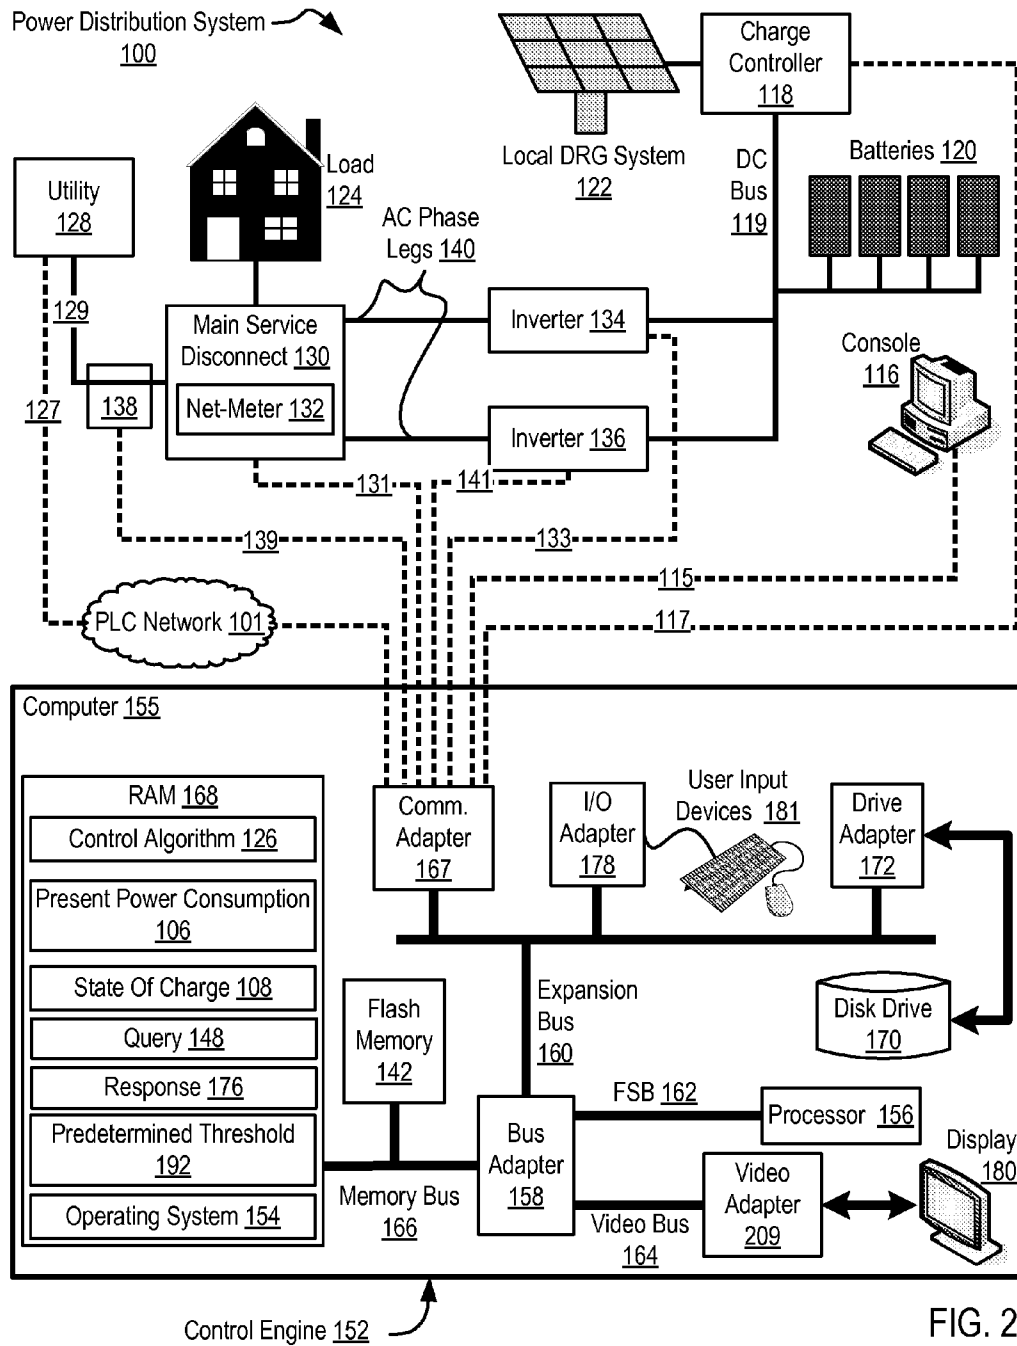 Power Distribution System
100
Charge
Controller
118
Local DRG System
122
DC
Bus
119
Batteries 120
Load
124
Utility
128
AC Phase
Legs 140
129
Main Service
Disconnect 130
Net-Meter 132
Inverter 134
Inverter 136
Console
116
127
138
131
141
139
133
115
117
PLC Network 101
Computer 155
RAM 168
Control Algorithm 126
Present Power Consumption
106
State Of Charge 108
Query 148
Response 176
Predetermined Threshold
192
Operating System 154
Comm.
Adapter
167
I/O
Adapter
178
User Input
Devices 181
Drive
Adapter
172
Flash
Memory
142
Expansion
Bus
160
Disk Drive
170
FSB 162
Processor 156
Bus
Adapter
158
Memory Bus
166
Video Bus
164
Video
Adapter
209
Display
180
Control Engine 152
FIG. 2